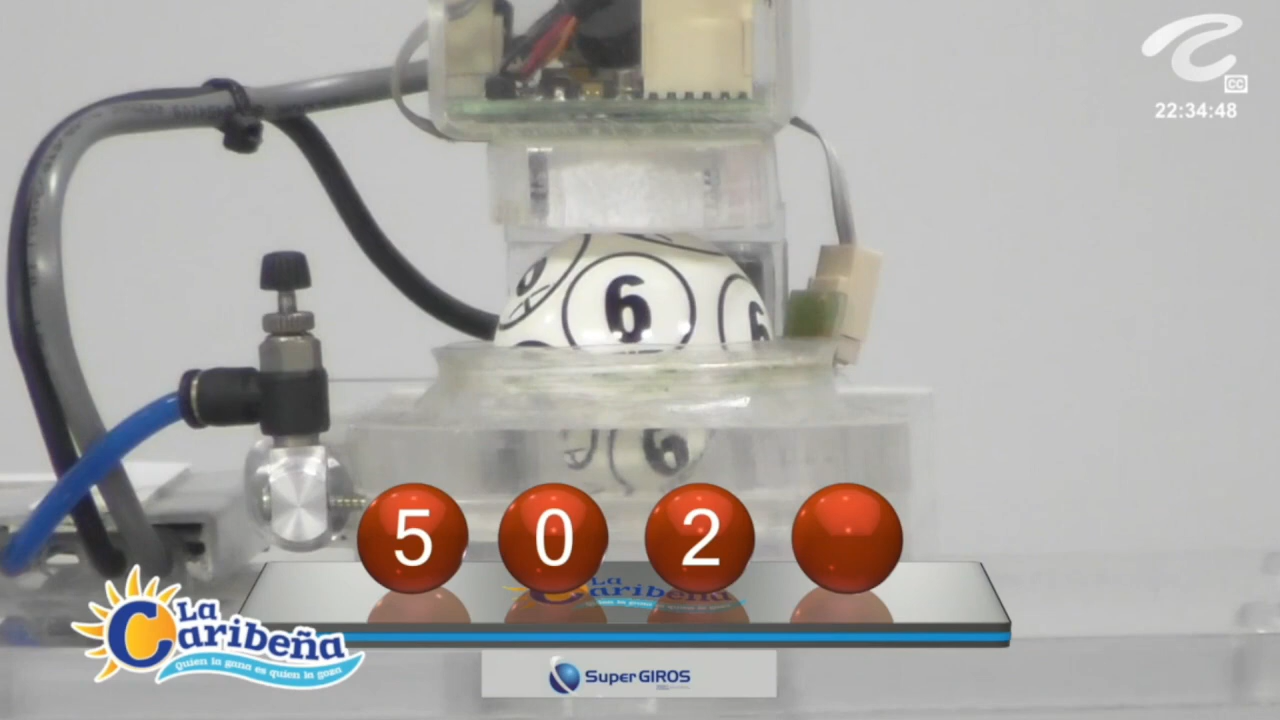 CC
22:34:48
6
6
6
5 0 2
La
Caribeña
Quien la gana es quien la goza
SuperGIROS